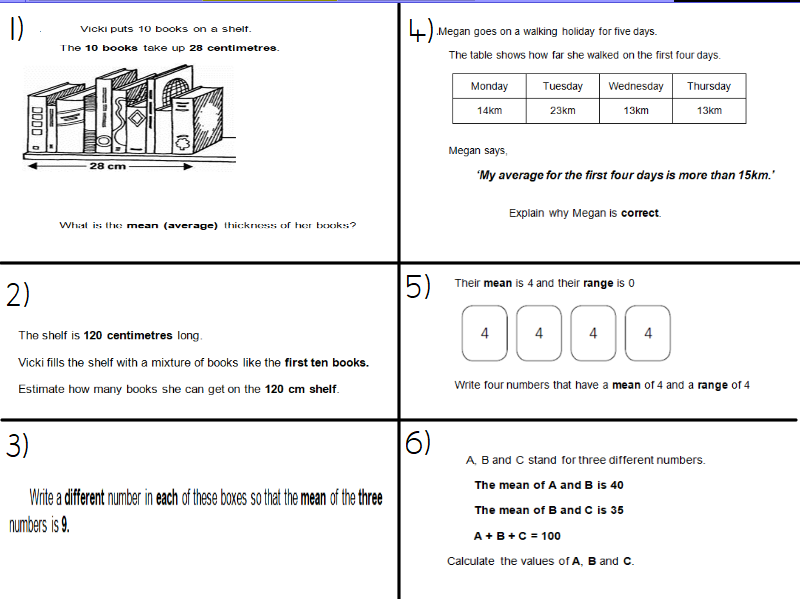 1)
Vicki puts 10 books on a shelf.
The 10 books take up 28 centimetres.
28 cm
What is the mean (average) thickness of her books?
2)
The shelf is 120 centimetres long.
Vicki fills the shelf with a mixture of books like the first ten books.
Estimate how many books she can get on the 120 cm shelf.
3)
Write a different number in each of these boxes so that the mean of the three
numbers is 9.
4)
.Megan goes on a walking holiday for five days.
The table shows how far she walked on the first four days.
Monday Tuesday Wednesday Thursday
14km 23km 13km 13km
Megan says,
‘My average for the first four days is more than 15km.’
Explain why Megan is correct.
5)
Their mean is 4 and their range is 0
4 4 4 4
Write four numbers that have a mean of 4 and a range of 4
6)
A, B and C stand for three different numbers.
The mean of A and B is 40
The mean of B and C is 35
A + B + C = 100
Calculate the values of A, B and C.